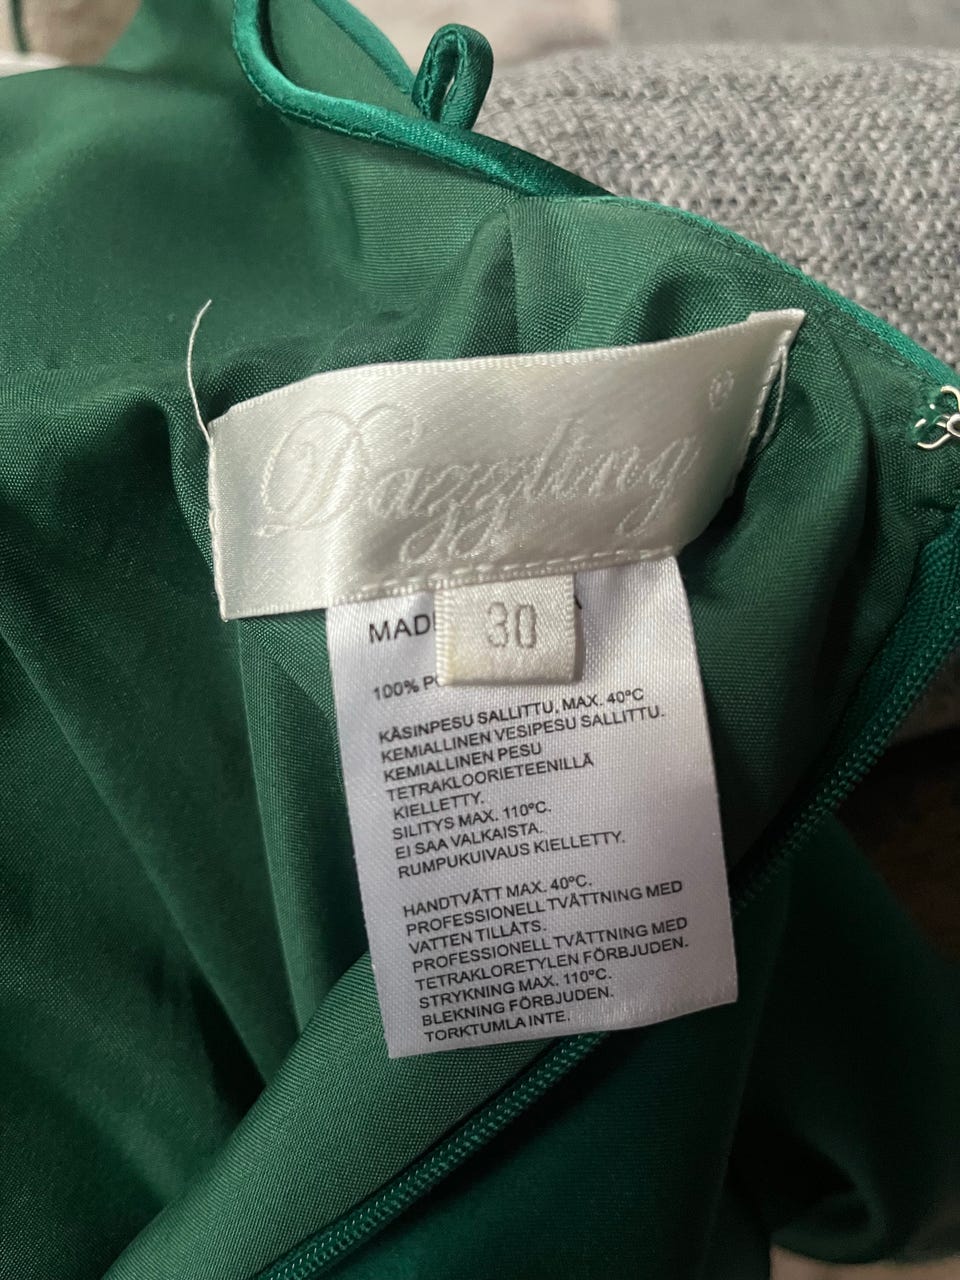 Dazzling
®
30
MAD
100% P
KÄSINPESU SALLITTU, MAX. 40°C
KEMIALLINEN VESIPESU SALLITTU.
KEMIALLINEN PESU
TETRAKLOORIETEENILLÄ
KIELLETTY.
SILITYS MAX. 110°C.
EI SAA VALKAISTA.
RUMPUKUIVAUS KIELLETTY.
HANDTVÄTT MAX. 40°C.
PROFESSIONELL TVÄTTNING MED
VATTEN TILLÅTS.
PROFESSIONELL TVÄTTNING MED
TETRAKLORETYLEN FÖRBJUDEN.
STRYKNING MAX. 110°C.
BLEKNING FÖRBJUDEN.
TORKTUMLA INTE.